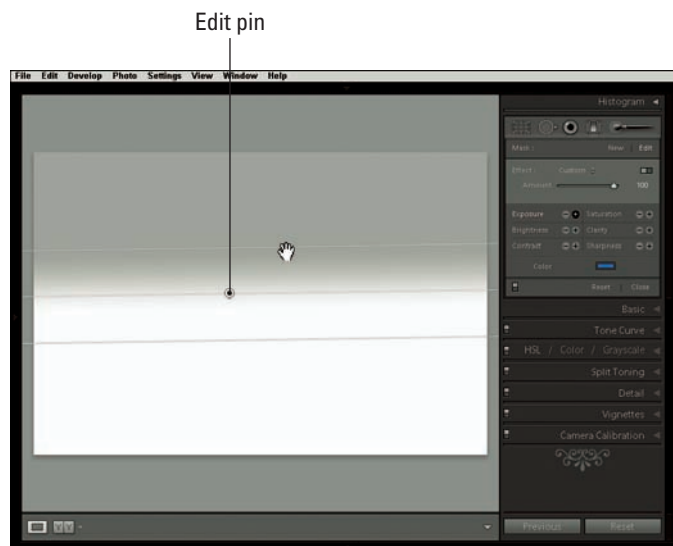 Edit pin
File Edit Develop Photo Settings View Window Help
Histogram
Mask : New | Edit
Effect : Custom
Amount 100
Exposure Saturation
Brightness Clarity
Contrast Sharpness
Color
Reset | Close
Basic
Tone Curve
HSL / Color / Grayscale
Split Toning
Detail
Vignettes
Camera Calibration
Previous Reset